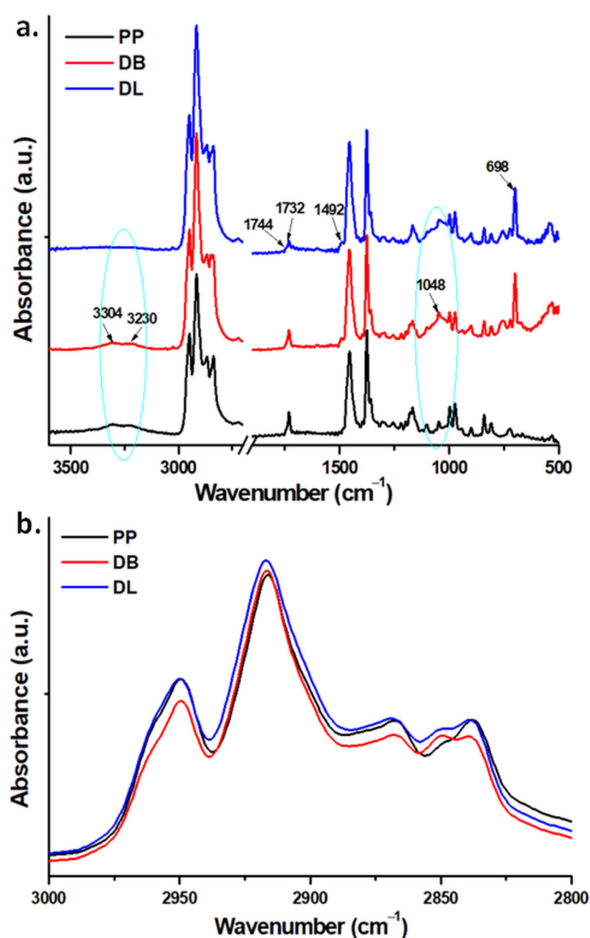 a.
PP
DB
DL
698
1732
1744
1492
1048
3304
3230
Absorbance (a.u.)
3500 3000 1500 1000 500
Wavenumber (cm⁻¹)
b.
PP
DB
DL
Absorbance (a.u.)
3000 2950 2900 2850 2800
Wavenumber (cm⁻¹)